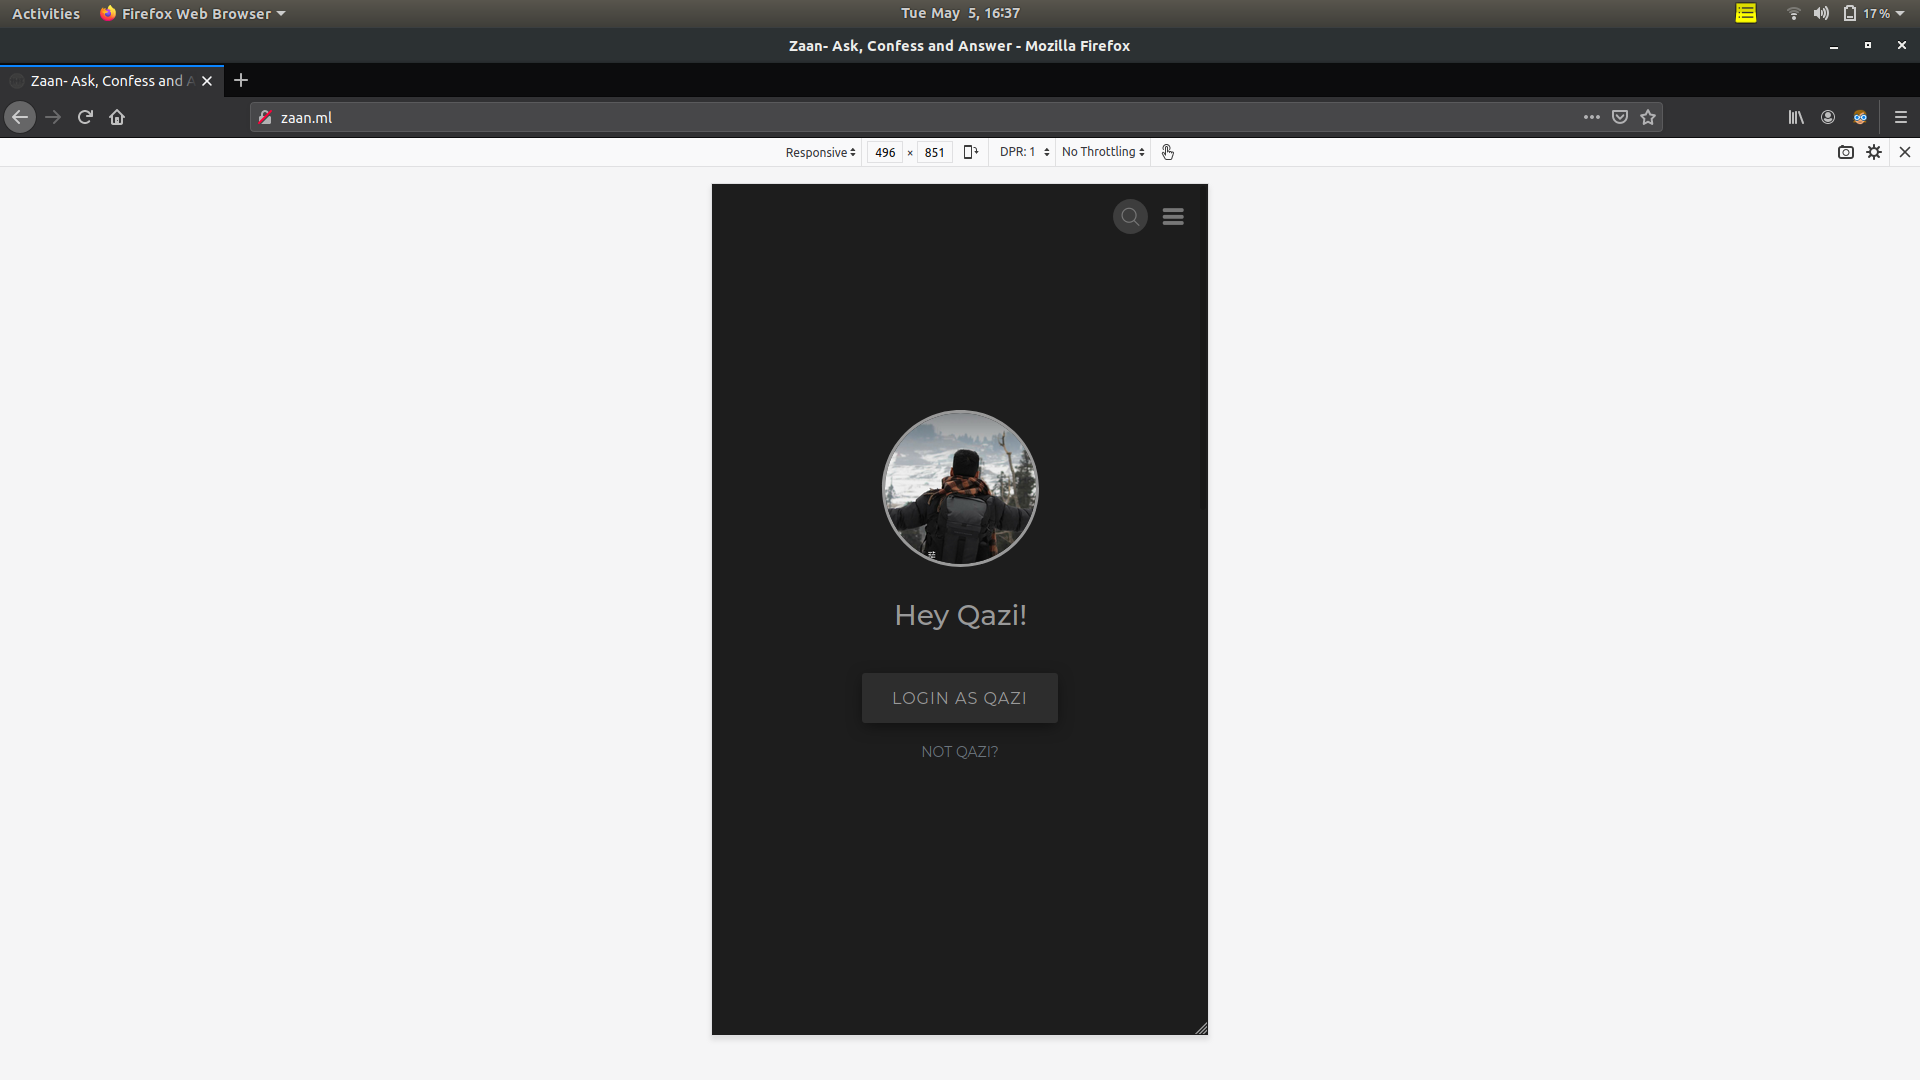 Activities Firefox Web Browser Tue May 5, 16:37 17%
Zaan- Ask, Confess and Answer - Mozilla Firefox
Zaan- Ask, Confess and A
zaan.ml
Responsive 496 × 851 DPR: 1 No Throttling
Hey Qazi!
LOGIN AS QAZI
NOT QAZI?